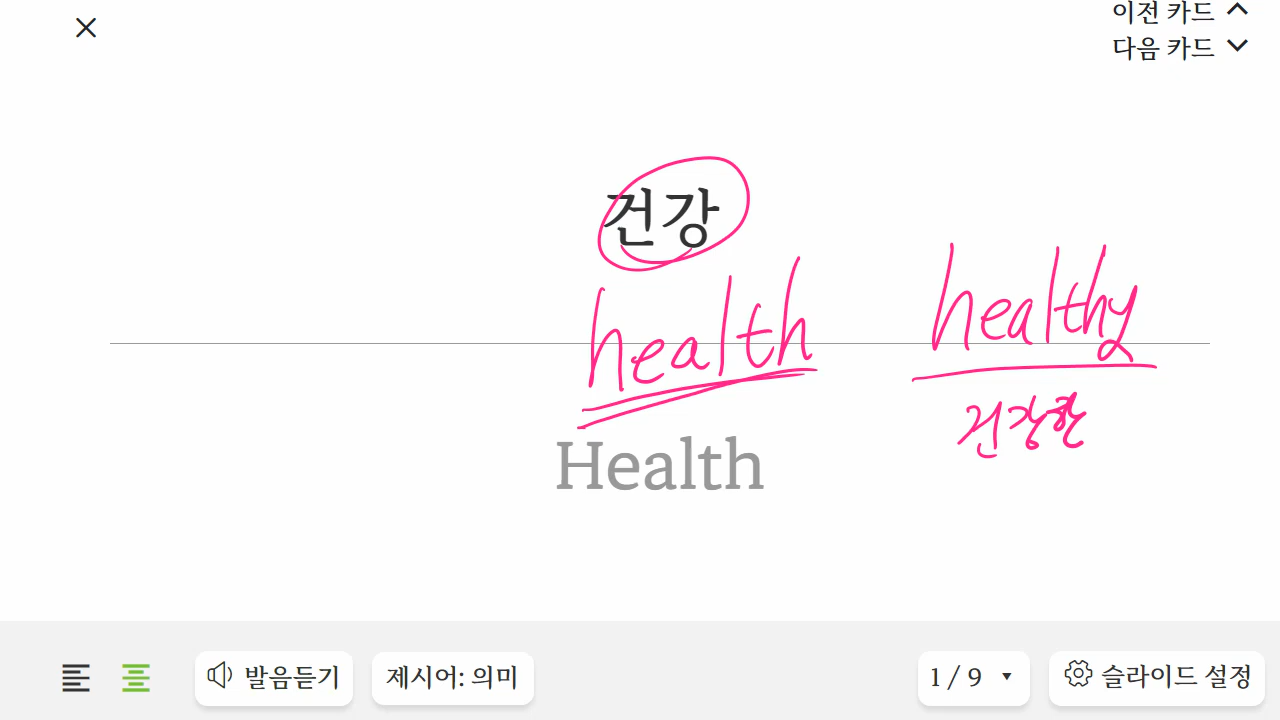 이전 카드
다음 카드
건강
health
healthy
건강한
Health
발음듣기
제시어: 의미
1 / 9
슬라이드 설정